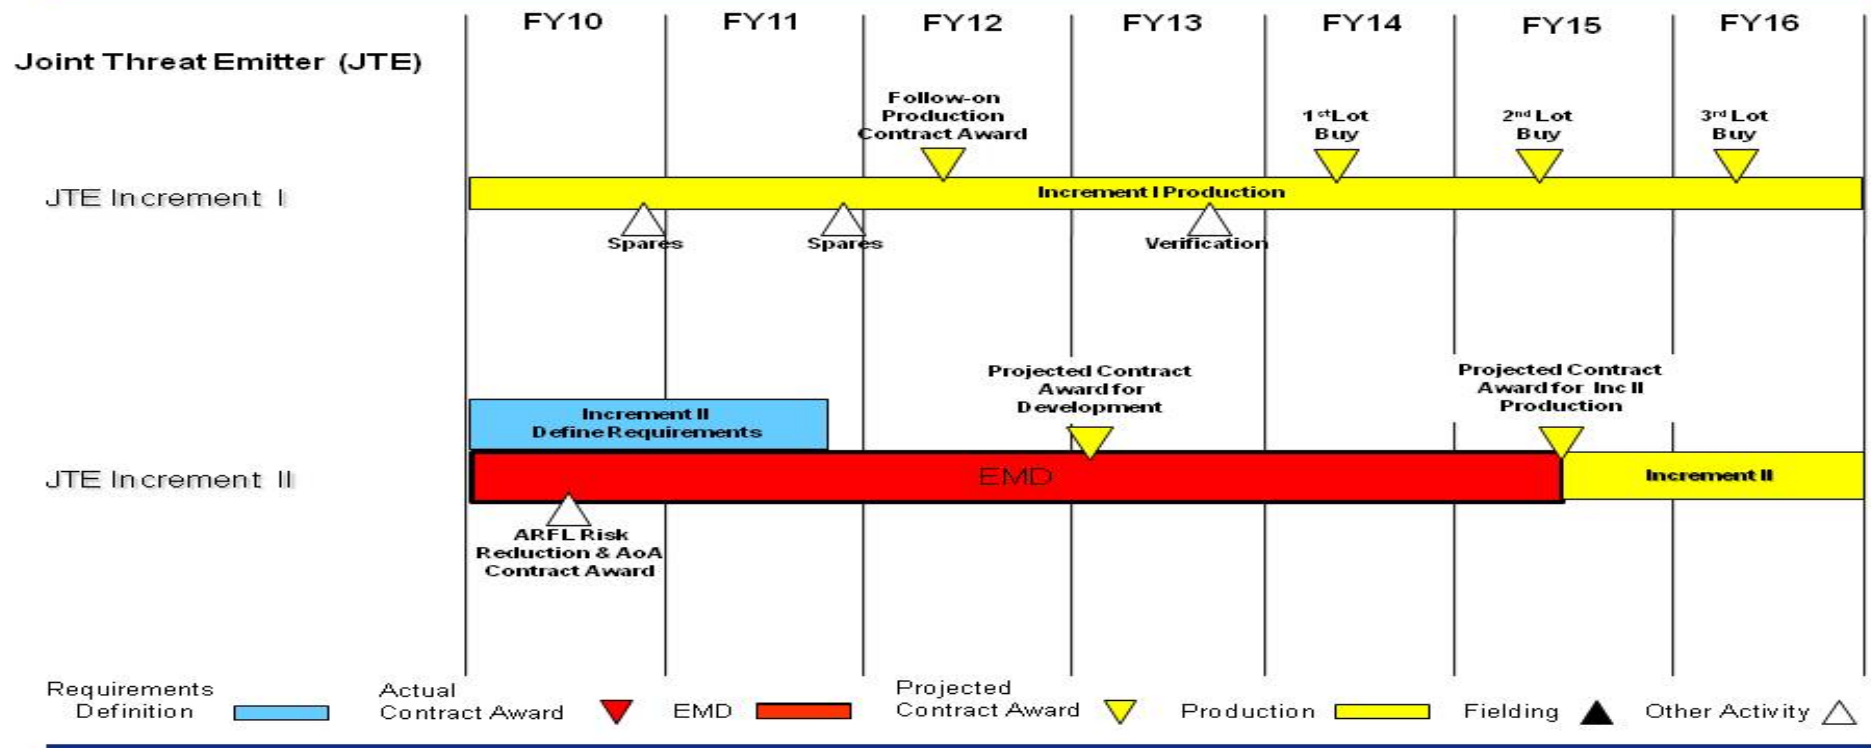 FY10 FY11 FY12 FY13 FY14 FY15 FY16
Joint Threat Emitter (JTE)
Follow-on
Production
Contract Award
1st Lot
Buy
2nd Lot
Buy
3rd Lot
Buy
JTE Increment I
Increment I Production
Spares
Spares
Verification
Projected Contract
Award for
Development
Projected Contract
Award for Inc II
Production
Increment II
Define Requirements
JTE Increment II
EMD
Increment II
ARFL Risk
Reduction & AoA
Contract Award
Requirements
Definition
Actual
Contract Award
EMD
Projected
Contract Award
Production
Fielding
Other Activity